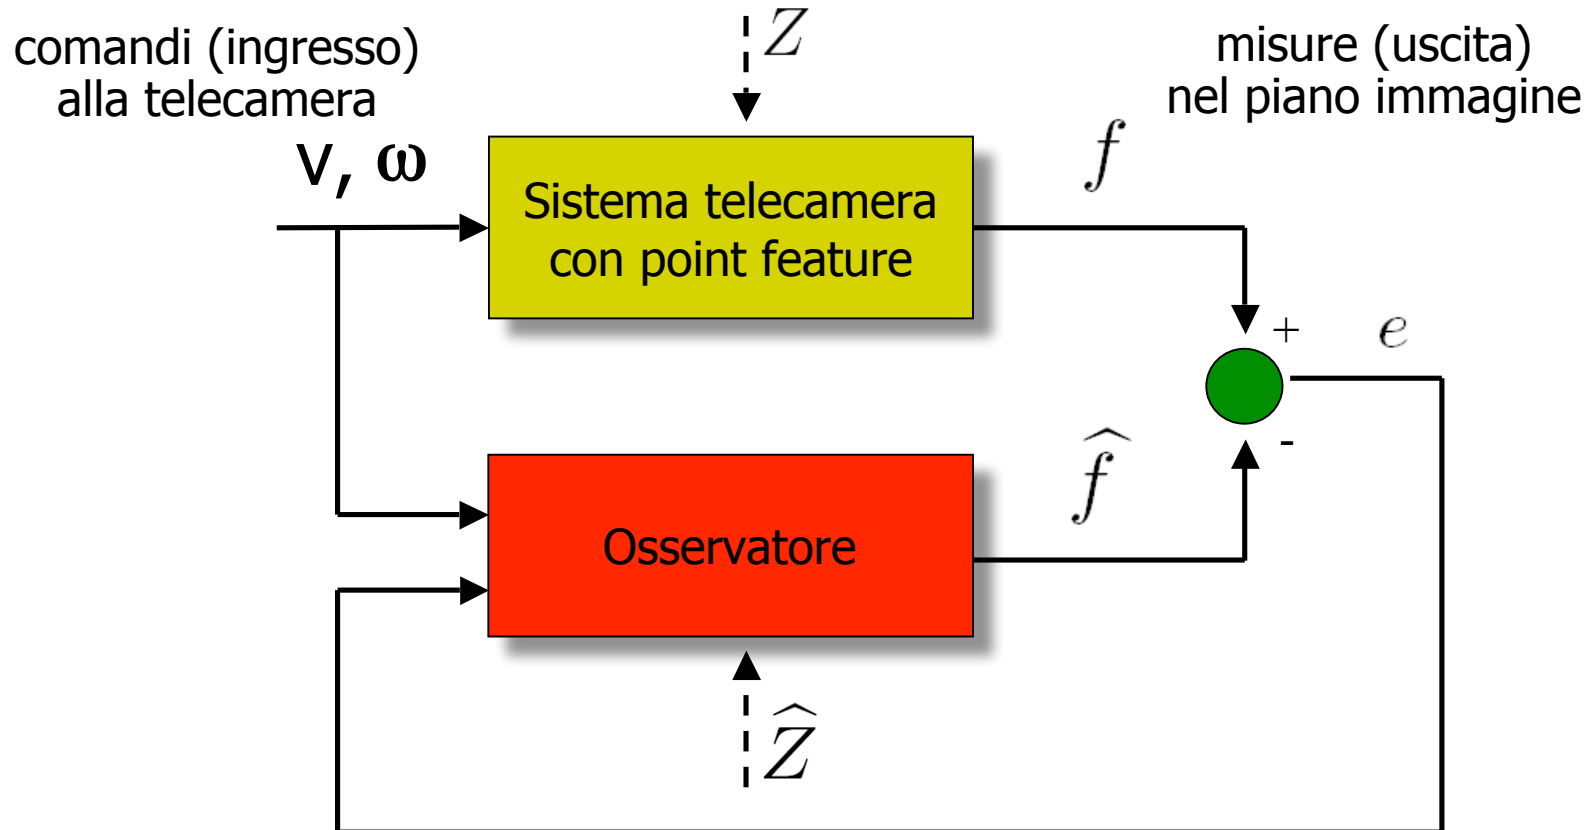 comandi (ingresso)
alla telecamera
Z
misure (uscita)
nel piano immagine
v, ω
f
Sistema telecamera
con point feature
+
e
-
f̂
Osservatore
Ẑ